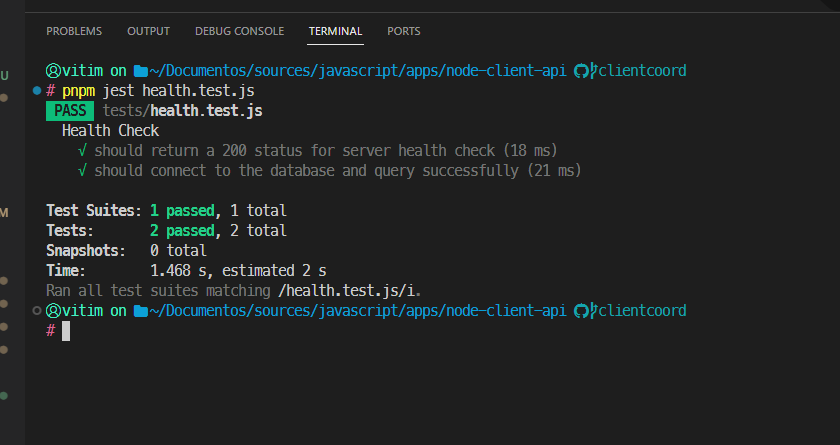 PROBLEMS OUTPUT DEBUG CONSOLE TERMINAL PORTS
U
vitim on ~/Documentos/sources/javascript/apps/node-client-api clientcoord
# pnpm jest health.test.js
PASS tests/health.test.js
Health Check
√ should return a 200 status for server health check (18 ms)
√ should connect to the database and query successfully (21 ms)
M
Test Suites: 1 passed, 1 total
Tests: 2 passed, 2 total
Snapshots: 0 total
Time: 1.468 s, estimated 2 s
Ran all test suites matching /health.test.js/i.
vitim on ~/Documentos/sources/javascript/apps/node-client-api clientcoord
#